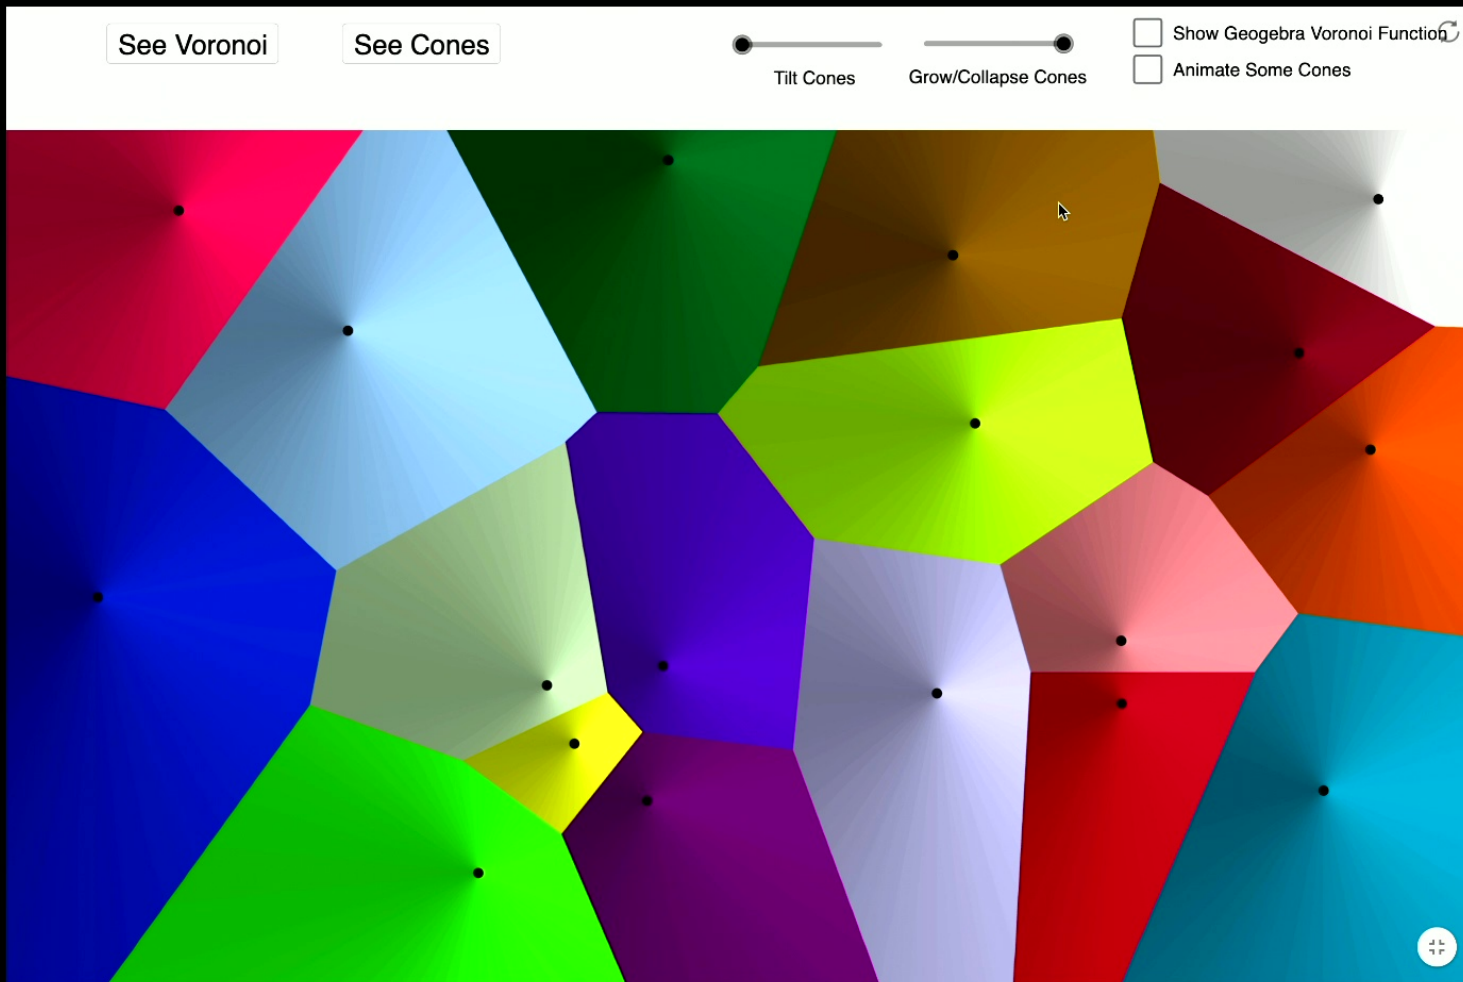 See Voronoi
See Cones
Tilt Cones
Grow/Collapse Cones
Show Geogebra Voronoi Function
Animate Some Cones